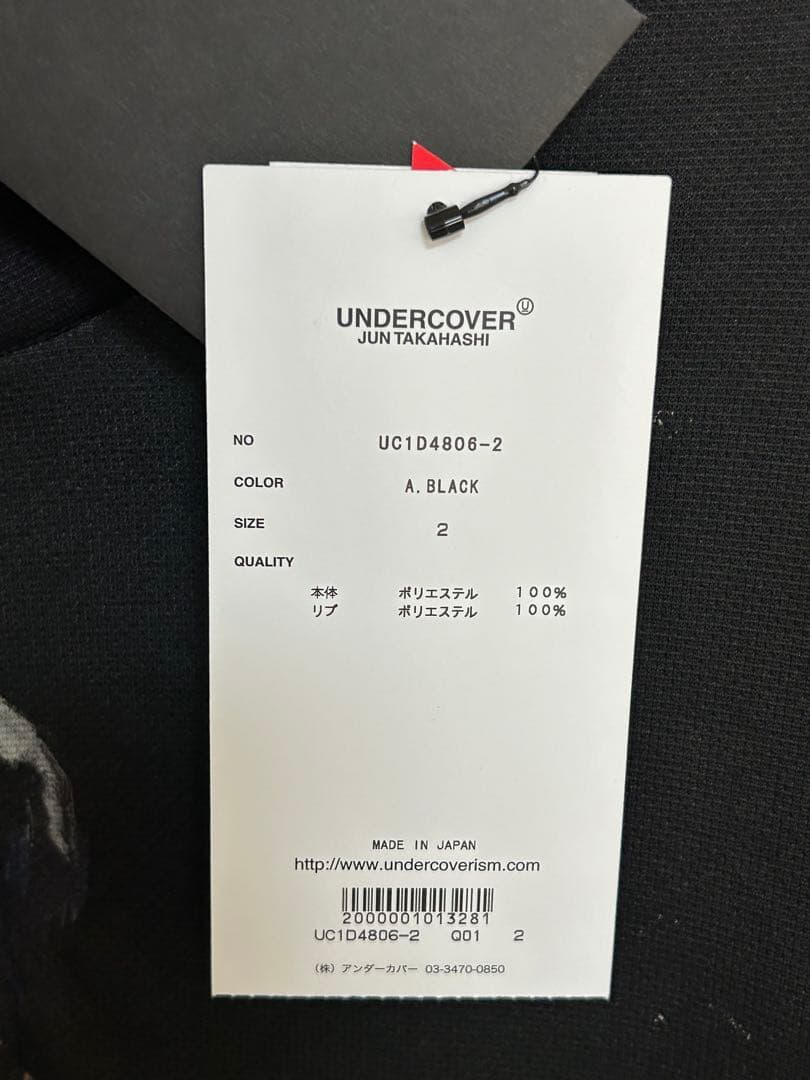 UNDERCOVER Ⓤ
JUN TAKAHASHI
NO UC1D4806-2
COLOR A.BLACK
SIZE 2
QUALITY
本体 ポリエステル 100%
リブ ポリエステル 100%
MADE IN JAPAN
http://www.undercoverism.com
2000001013281
UC1D4806-2 Q01 2
(株) アンダーカバー 03-3470-0850